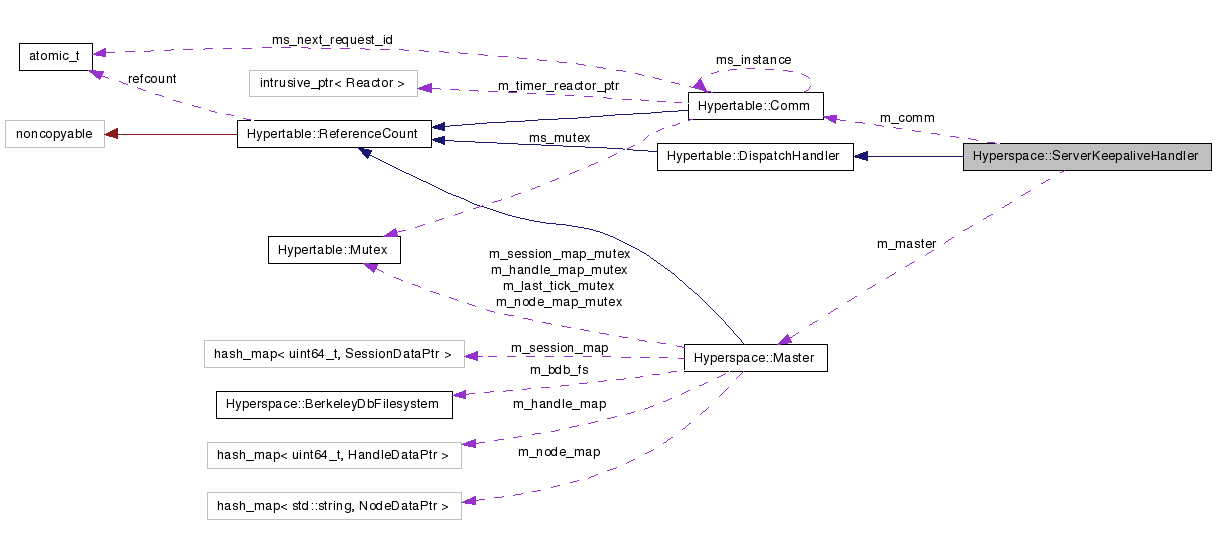 ms_next_request_id
atomic_t
ms_instance
refcount
intrusive_ptr< Reactor >
m_timer_reactor_ptr
Hypertable::Comm
m_comm
noncopyable
Hypertable::ReferenceCount
ms_mutex
Hypertable::DispatchHandler
Hyperspace::ServerKeepaliveHandler
Hypertable::Mutex
m_master
m_session_map_mutex
m_handle_map_mutex
m_last_tick_mutex
m_node_map_mutex
hash_map< uint64_t, SessionDataPtr >
m_session_map
Hyperspace::Master
m_bdb_fs
Hyperspace::BerkeleyDbFilesystem
m_handle_map
hash_map< uint64_t, HandleDataPtr >
m_node_map
hash_map< std::string, NodeDataPtr >